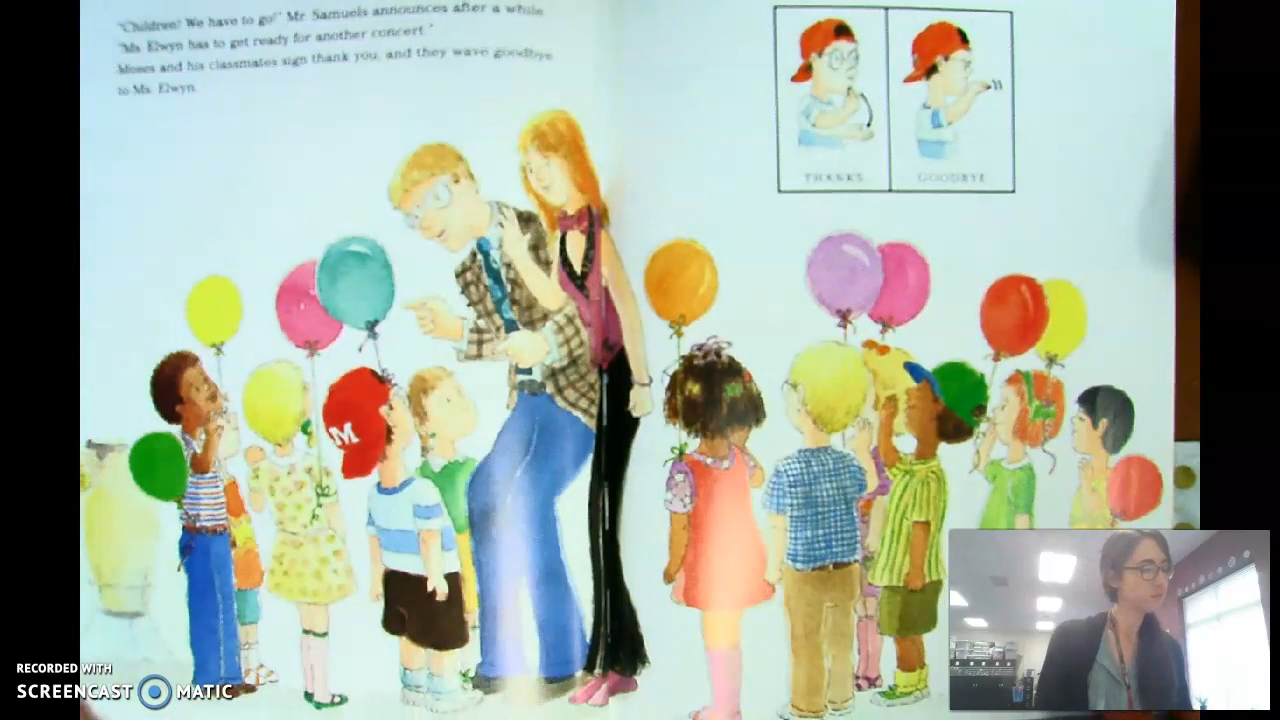 "Children! We have to go!" Mr. Samuels announces after a while.
"Ms. Elwyn has to get ready for another concert."
Moses and his classmates sign thank you, and they wave goodbye
to Ms. Elwyn.
THANKS
GOODBYE
M
RECORDED WITH
SCREENCAST MATIC